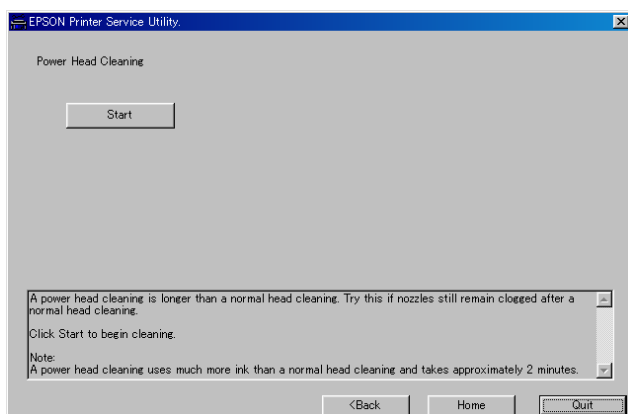 EPSON Printer Service Utility.
Power Head Cleaning
Start
A power head cleaning is longer than a normal head cleaning. Try this if nozzles still remain clogged after a
normal head cleaning.
Click Start to begin cleaning.
Note:
A power head cleaning uses much more ink than a normal head cleaning and takes approximately 2 minutes.
<Back
Home
Quit